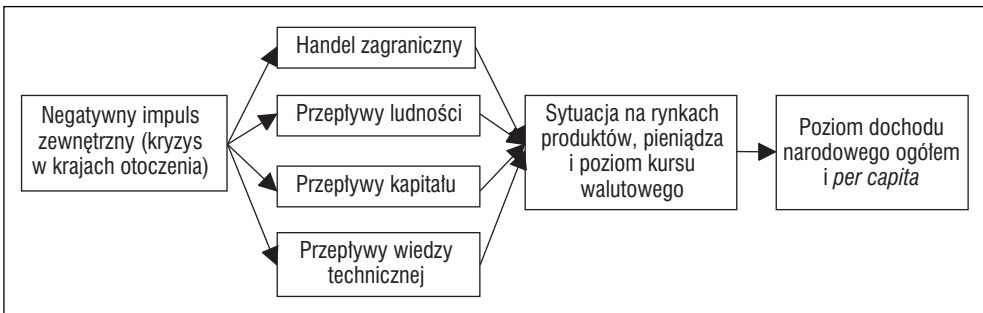 Negatywny impuls
zewnętrzny (kryzys
w krajach otoczenia)
Handel zagraniczny
Przepływy ludności
Przepływy kapitału
Przepływy wiedzy
technicznej
Sytuacja na rynkach
produktów, pieniądza
i poziom kursu
walutowego
Poziom dochodu
narodowego ogółem
i per capita